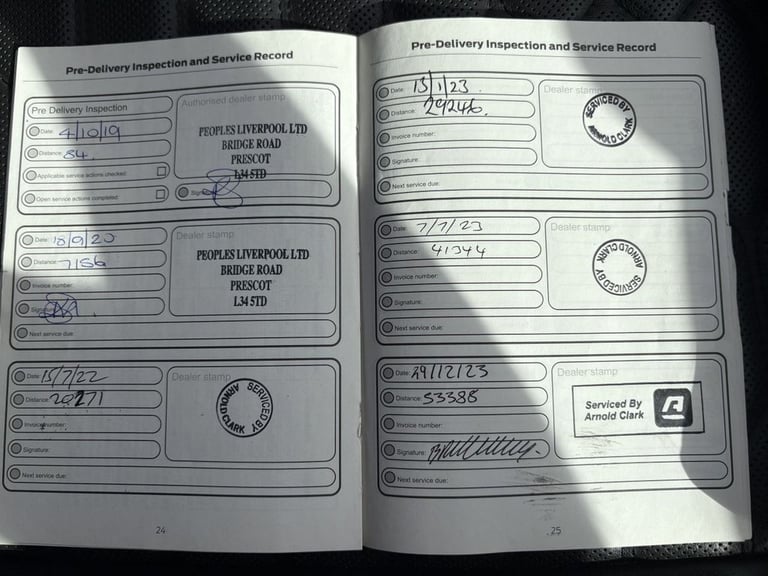 Pre-Delivery Inspection and Service Record
Pre Delivery Inspection
Date: 4/10/19
Distance: 84.
Applicable service actions checked:
Open service actions completed:
Authorised dealer stamp
PEOPLES LIVERPOOL LTD
BRIDGE ROAD
PRESCOT
L34 5TD
Date: 18/9/20
Distance: 7156
Invoice number:
Signature:
Next service due:
Dealer stamp
PEOPLES LIVERPOOL LTD
BRIDGE ROAD
PRESCOT
L34 5TD
Date: 15/7/22
Distance: 20271
Invoice number:
Signature:
Next service due:
Dealer stamp
SERVICED BY
ARNOLD CLARK
24
Pre-Delivery Inspection and Service Record
Date: 13/1/23.
Distance: 29246.
Invoice number:
Signature:
Next service due:
Dealer stamp
SERVICED BY
ARNOLD CLARK
Date: 7/7/23
Distance: 41344
Invoice number:
Signature:
Next service due:
Dealer stamp
SERVICED BY
ARNOLD CLARK
Date: 29/12/23
Distance: 53388
Invoice number:
Signature:
Next service due:
Dealer stamp
Serviced By
Arnold Clark
25